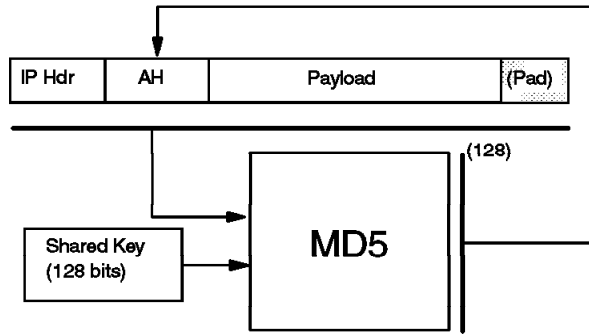 IP Hdr
AH
Payload
(Pad)
(128)
Shared Key
(128 bits)
MD5